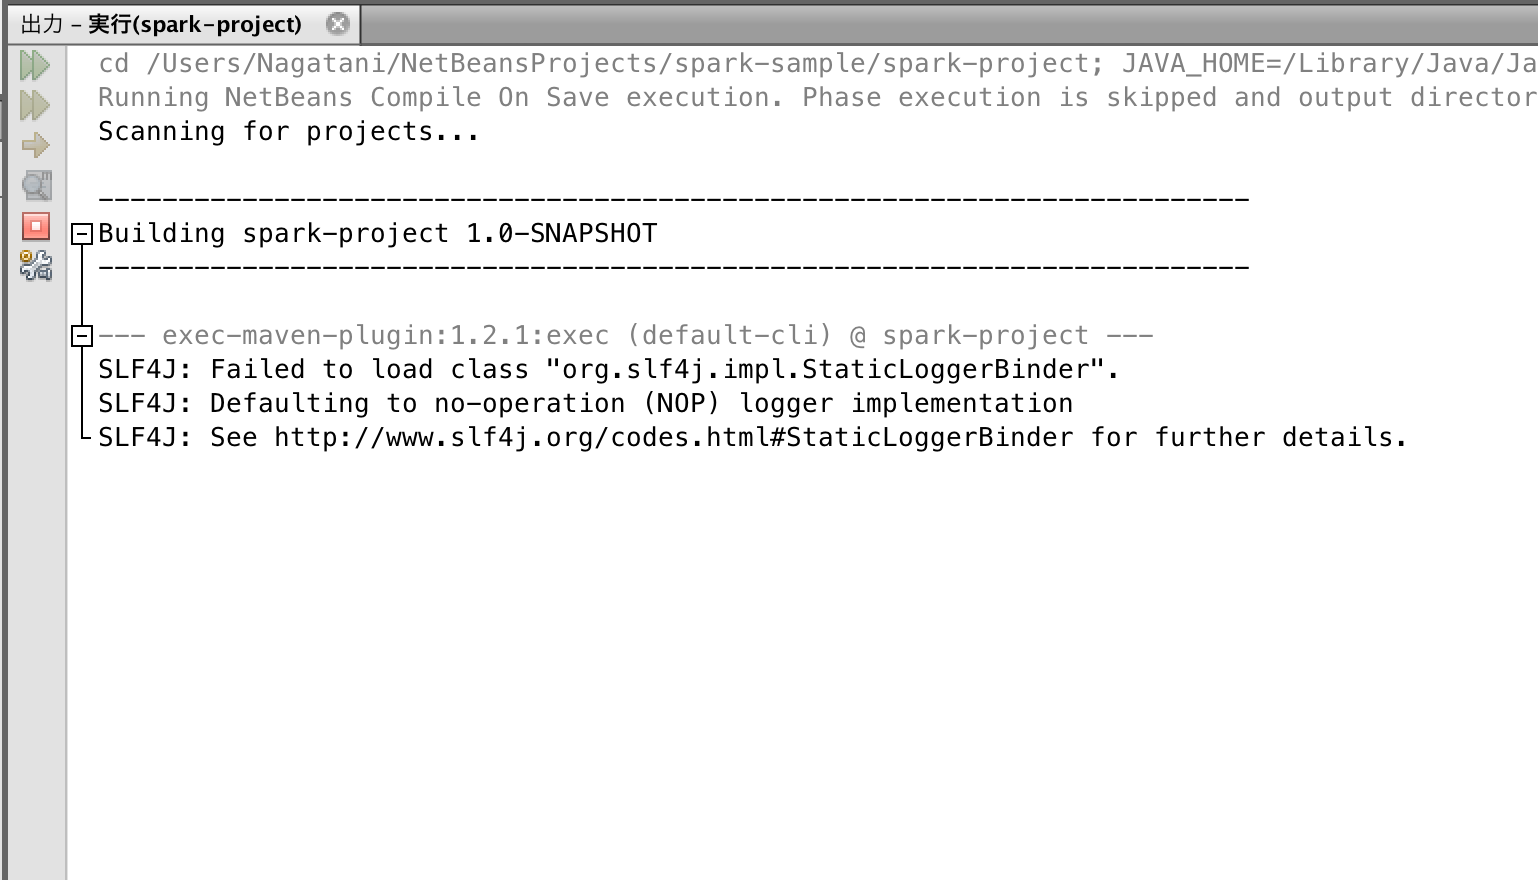 出力 – 実行(spark-project)
cd /Users/Nagatani/NetBeansProjects/spark-sample/spark-project; JAVA_HOME=/Library/Java/Ja
Running NetBeans Compile On Save execution. Phase execution is skipped and output director
Scanning for projects...
------------------------------------------------------------------------
Building spark-project 1.0-SNAPSHOT
------------------------------------------------------------------------
--- exec-maven-plugin:1.2.1:exec (default-cli) @ spark-project ---
SLF4J: Failed to load class "org.slf4j.impl.StaticLoggerBinder".
SLF4J: Defaulting to no-operation (NOP) logger implementation
SLF4J: See http://www.slf4j.org/codes.html#StaticLoggerBinder for further details.